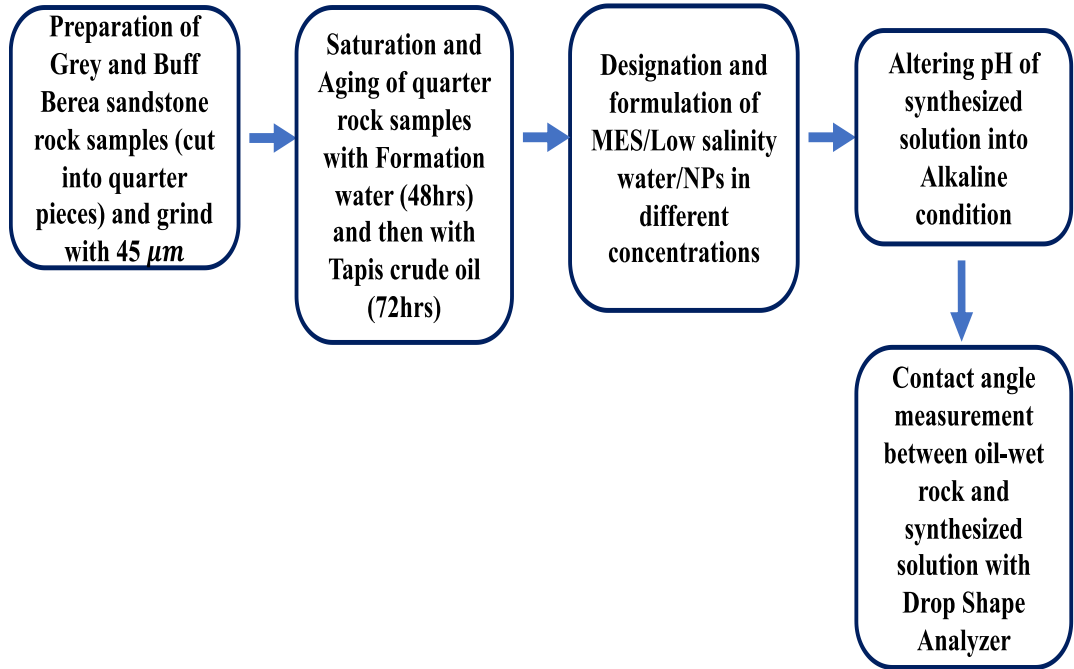 Preparation of
Grey and Buff
Berea sandstone
rock samples (cut
into quarter
pieces) and grind
with 45 μm
Saturation and
Aging of quarter
rock samples
with Formation
water (48hrs)
and then with
Tapis crude oil
(72hrs)
Designation and
formulation of
MES/Low salinity
water/NPs in
different
concentrations
Altering pH of
synthesized
solution into
Alkaline
condition
Contact angle
measurement
between oil-wet
rock and
synthesized
solution with
Drop Shape
Analyzer